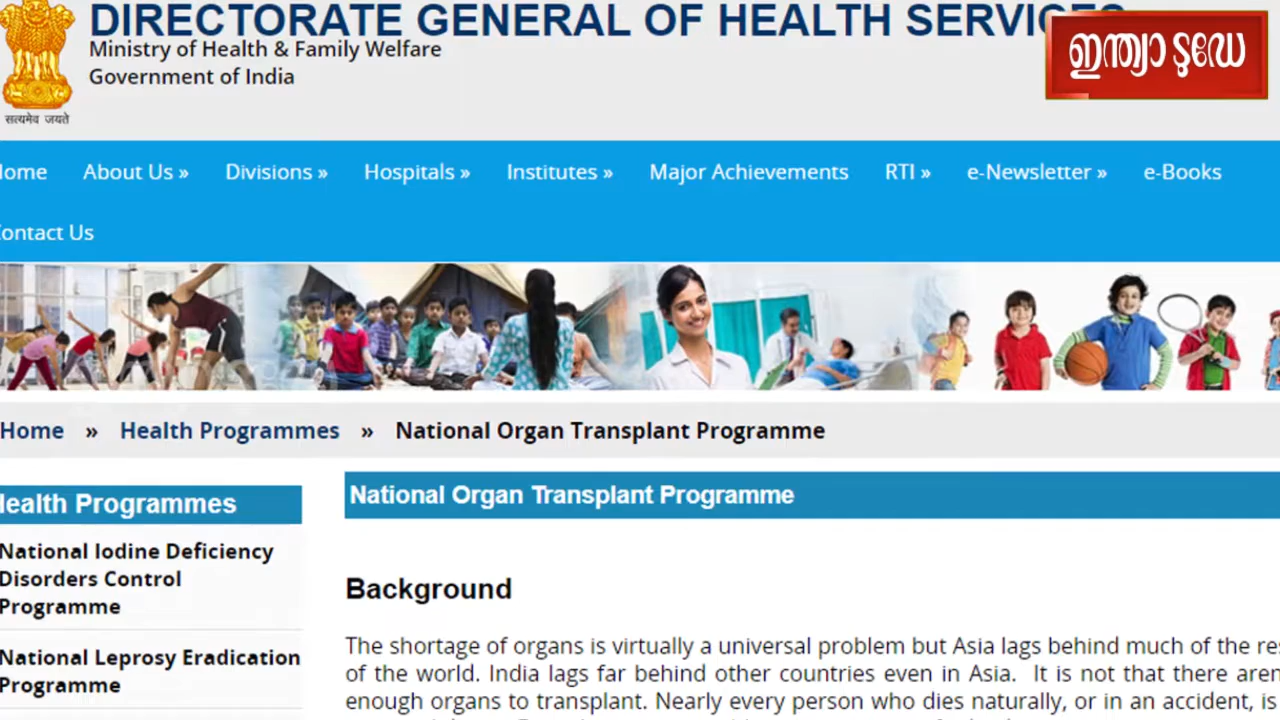 DIRECTORATE GENERAL OF HEALTH SERVICES
Ministry of Health & Family Welfare
Government of India
सत्यमेव जयते
ഇന്ത്യാ ടുഡേ
ome
About Us »
Divisions »
Hospitals »
Institutes »
Major Achievements
RTI »
e-Newsletter »
e-Books
ontact Us
Home » Health Programmes » National Organ Transplant Programme
ealth Programmes
National Iodine Deficiency
Disorders Control
Programme
National Leprosy Eradication
Programme
National Organ Transplant Programme
Background
The shortage of organs is virtually a universal problem but Asia lags behind much of the re
of the world. India lags far behind other countries even in Asia. It is not that there aren
enough organs to transplant. Nearly every person who dies naturally, or in an accident, is